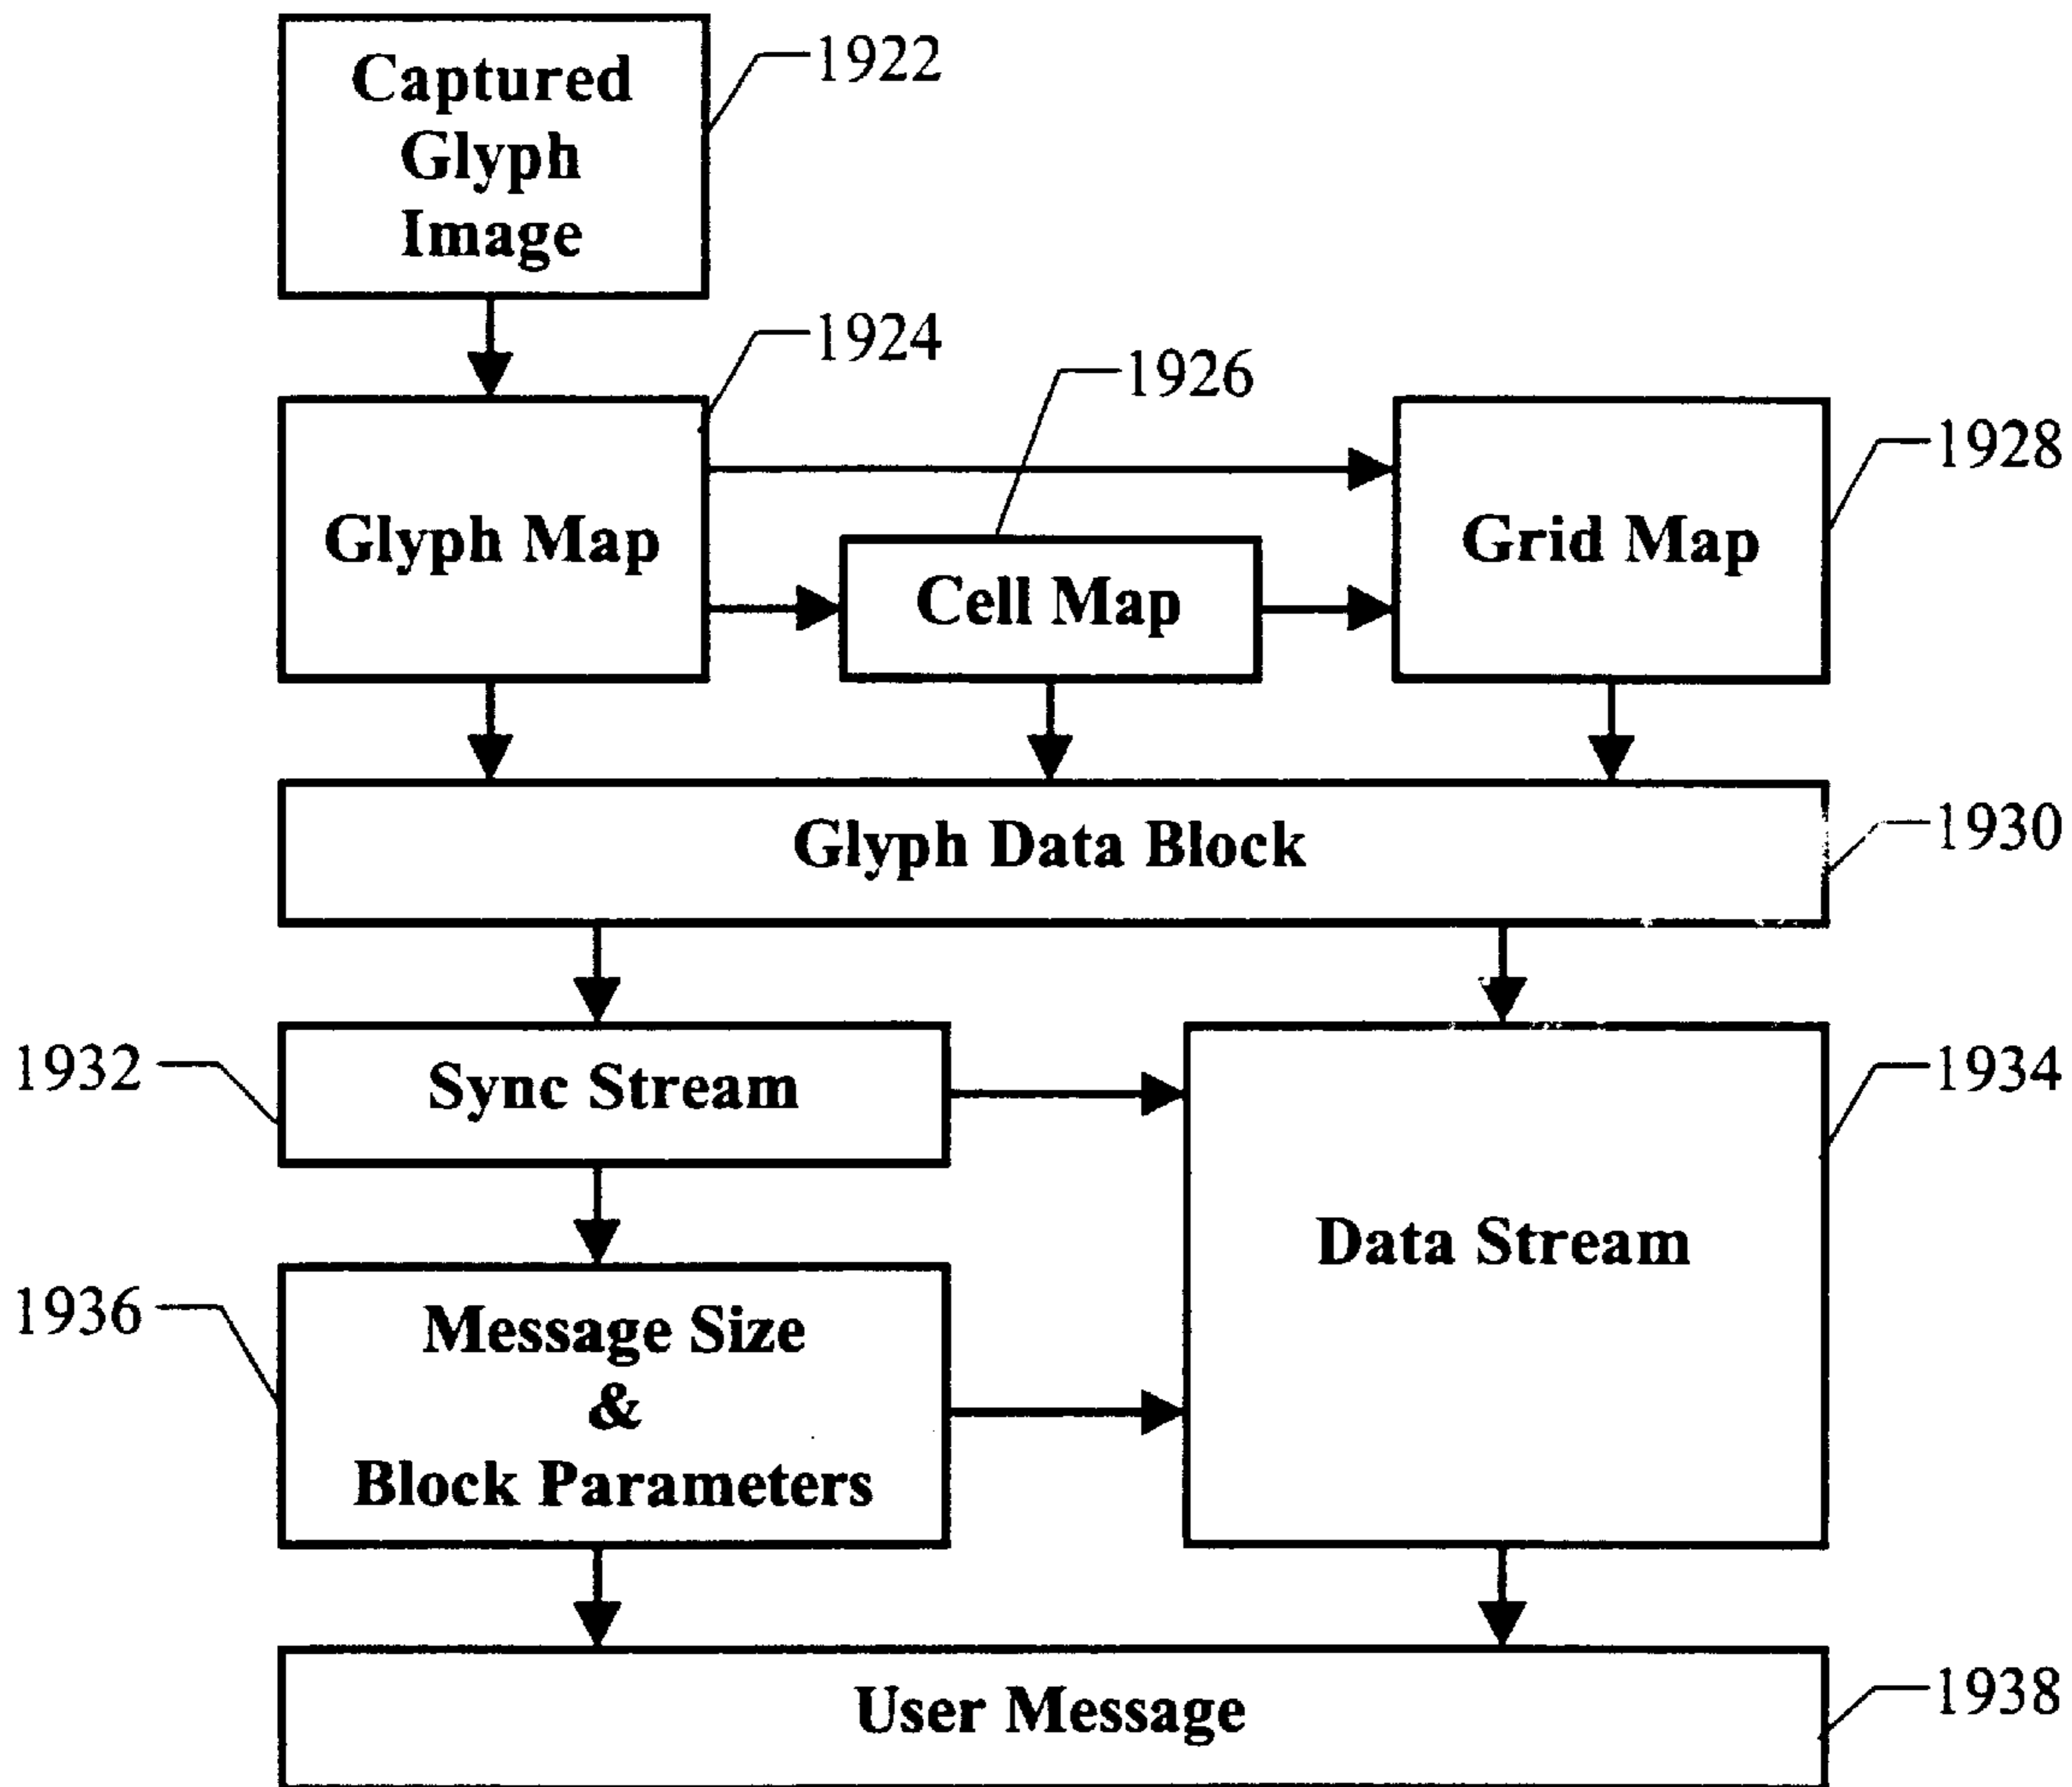 Captured
Glyph
Image
1922
1924
1926
1928
Glyph Map
Cell Map
Grid Map
Glyph Data Block
1930
1932
Sync Stream
1934
Data Stream
1936
Message Size
&
Block Parameters
User Message
1938